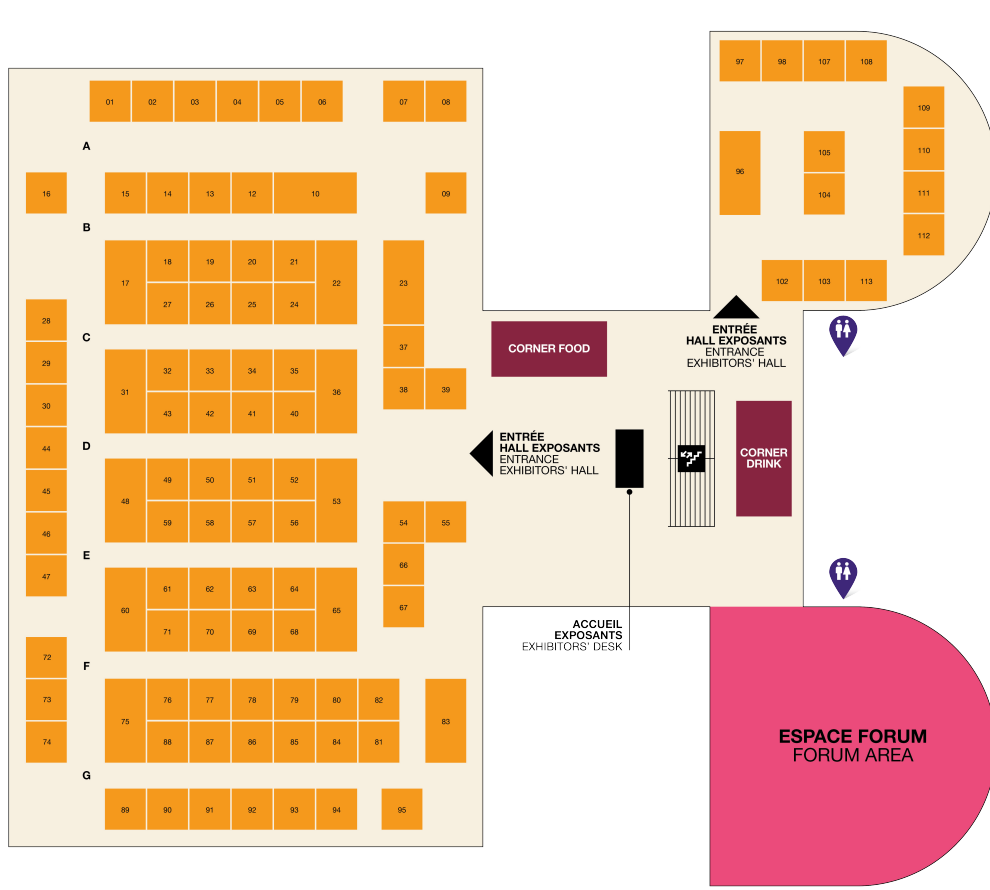 97 98 107 108
01 02 03 04 05 06 07 08
109
A
110
105
96
16 15 14 13 12 10 09
104
111
B
112
18 19 20 21
17 22 23
102 103 113
27 26 25 24
28
ENTRÉE
HALL EXPOSANTS
ENTRANCE
EXHIBITORS' HALL
C
37
CORNER FOOD
29
32 33 34 35
31 36
38 39
30
43 42 41 40
D
44
ENTRÉE
HALL EXPOSANTS
ENTRANCE
EXHIBITORS' HALL
CORNER
DRINK
49 50 51 52
45
48 53
59 58 57 56
54 55
46
E
66
47
61 62 63 64
60 65
67
71 70 69 68
ACCUEIL
EXPOSANTS
EXHIBITORS' DESK
72
F
73
76 77 78 79 80 82
75 83
74
88 87 86 85 84 81
ESPACE FORUM
FORUM AREA
G
89 90 91 92 93 94 95